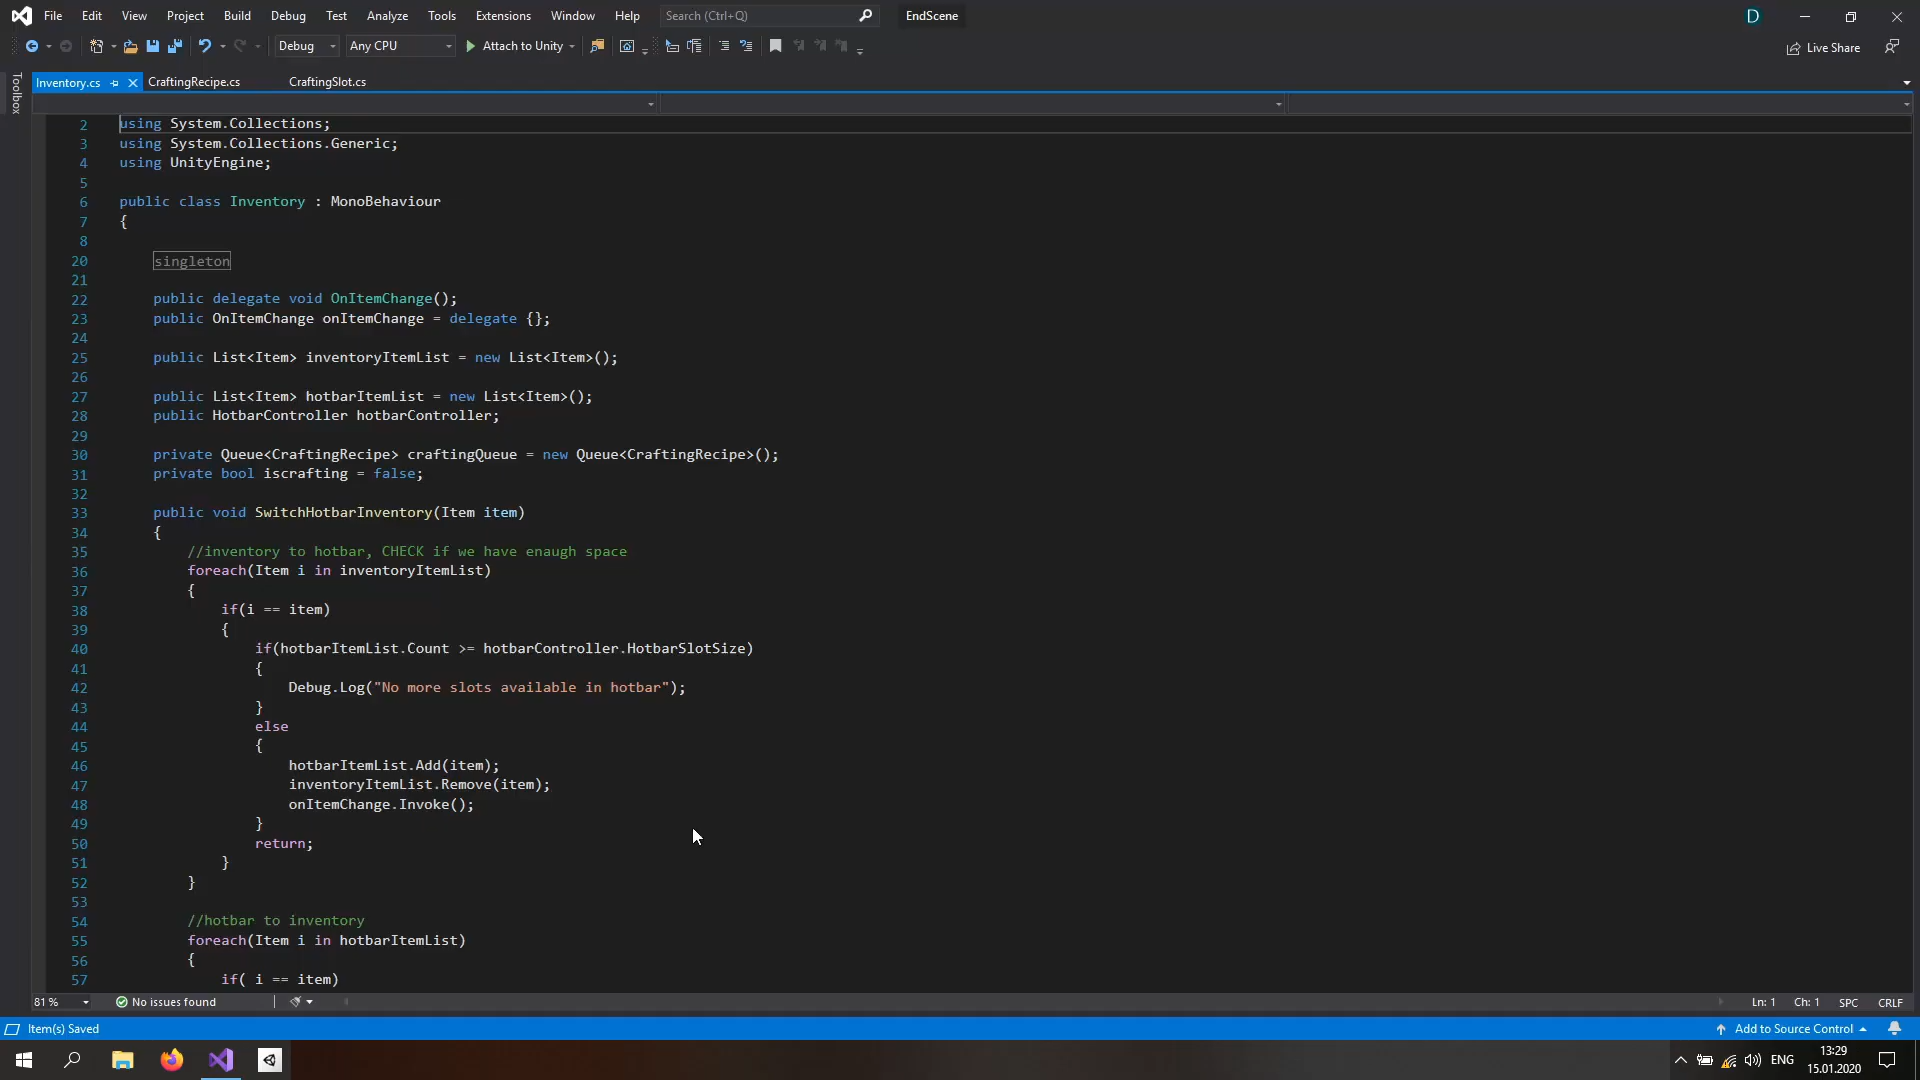 File Edit View Project Build Debug Test Analyze Tools Extensions Window Help Search (Ctrl+Q) EndScene D
Debug Any CPU Attach to Unity Live Share
Toolbox
Inventory.cs CraftingRecipe.cs CraftingSlot.cs
2 using System.Collections;
3 using System.Collections.Generic;
4 using UnityEngine;
5
6 public class Inventory : MonoBehaviour
7 {
8
20 singleton
21
22 public delegate void OnItemChange();
23 public OnItemChange onItemChange = delegate {};
24
25 public List<Item> inventoryItemList = new List<Item>();
26
27 public List<Item> hotbarItemList = new List<Item>();
28 public HotbarController hotbarController;
29
30 private Queue<CraftingRecipe> craftingQueue = new Queue<CraftingRecipe>();
31 private bool iscrafting = false;
32
33 public void SwitchHotbarInventory(Item item)
34 {
35 //inventory to hotbar, CHECK if we have enaugh space
36 foreach(Item i in inventoryItemList)
37 {
38 if(i == item)
39 {
40 if(hotbarItemList.Count >= hotbarController.HotbarSlotSize)
41 {
42 Debug.Log("No more slots available in hotbar");
43 }
44 else
45 {
46 hotbarItemList.Add(item);
47 inventoryItemList.Remove(item);
48 onItemChange.Invoke();
49 }
50 return;
51 }
52 }
53
54 //hotbar to inventory
55 foreach(Item i in hotbarItemList)
56 {
57 if( i == item)
81 % No issues found Ln: 1 Ch: 1 SPC CRLF
Item(s) Saved Add to Source Control
ENG 13:29
15.01.2020